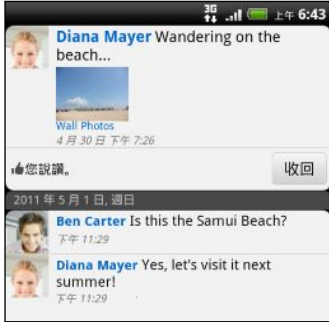 3G 上午 6:43
Diana Mayer Wandering on the
beach...
Wall Photos
4 月 30 日 下午 7:26
您說讚。
收回
2011 年 5 月 1 日, 週日
Ben Carter Is this the Samui Beach?
下午 11:29
Diana Mayer Yes, let's visit it next
summer!
下午 11:29